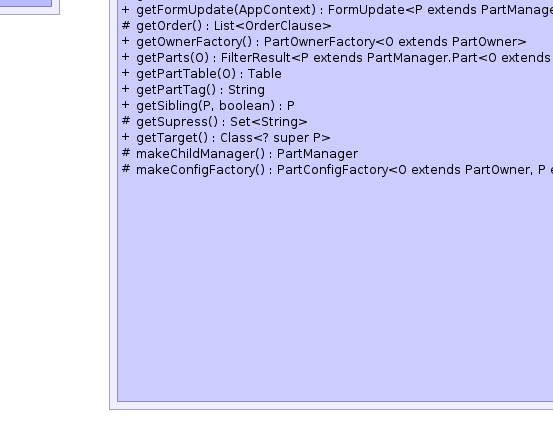 + getFormUpdate(AppContext) : FormUpdate<P extends PartManage
# getOrder() : List<OrderClause>
+ getOwnerFactory() : PartOwnerFactory<O extends PartOwner>
+ getParts(O) : FilterResult<P extends PartManager.Part<O extends
+ getPartTable(O) : Table
+ getPartTag() : String
+ getSibling(P, boolean) : P
# getSupress() : Set<String>
+ getTarget() : Class<? super P>
# makeChildManager() : PartManager
# makeConfigFactory() : PartConfigFactory<O extends PartOwner, P e